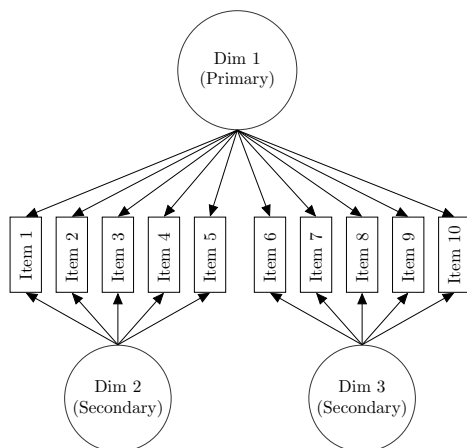 Dim 1
(Primary)
Item 1
Item 2
Item 3
Item 4
Item 5
Item 6
Item 7
Item 8
Item 9
Item 10
Dim 2
(Secondary)
Dim 3
(Secondary)